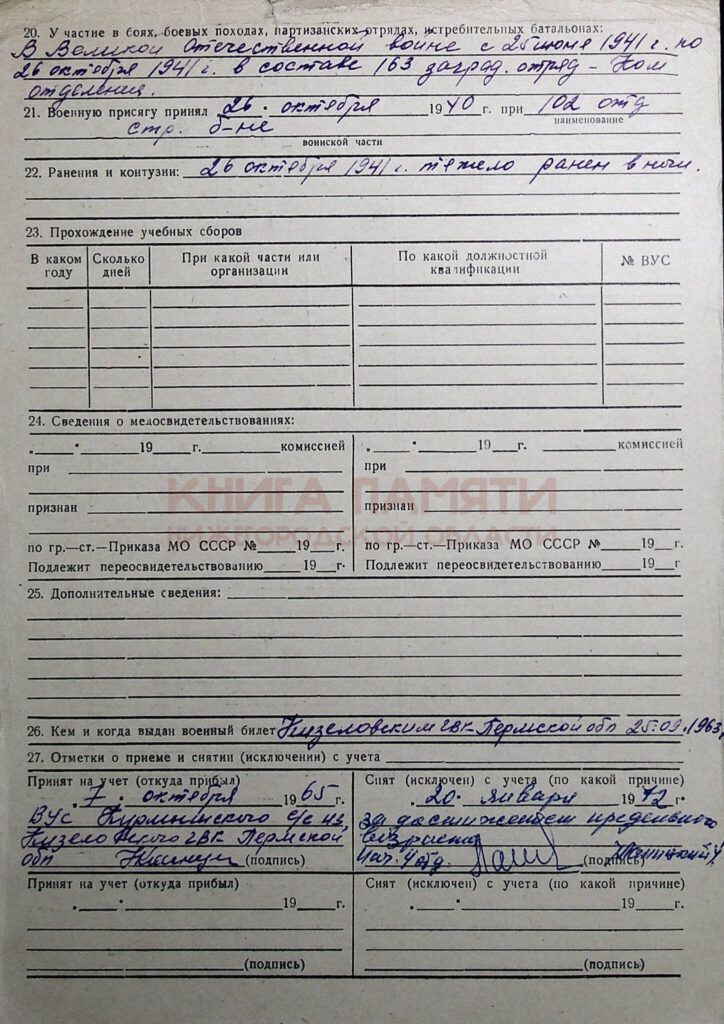 20. У частие в боях, боевых походах, партизанских отрядах, истребительных батальонах:
В Великой Отечественной войне с 25 июня 1941 г. по
26 октября 1941 г. в составе 163 заград. отряд – Ком
отделения.
21. Военную присягу принял 26 · октября 1940 г. при 102 отд
наименование
стр. б-не
воинской части
22. Ранения и контузии: 26 октября 1941 г. тяжело ранен в ноги.
23. Прохождение учебных сборов
В каком году
Сколько дней
При какой части или организации
По какой должностной квалификации
№ ВУС
24. Сведения о медосвидетельствованиях:
„ “ 19 г. комиссией
при
признан
по гр.—ст.—Приказа МО СССР № 19 г.
Подлежит переосвидетельствованию 19 г.
„ “ 19 г. комиссией
при
признан
по гр.—ст.—Приказа МО СССР № 19 г.
Подлежит переосвидетельствованию 19 г
КНИГА ПАМЯТИ
НИЖЕГОРОДСКОЙ ОБЛАСТИ
25. Дополнительные сведения:
26. Кем и когда выдан военный билет Кизеловским ГВК Пермской обл 25.09.1963г
27. Отметки о приеме и снятии (исключении) с учета
Принят на учет (откуда прибыл)
„ 7 “ октября 1965 г.
ВУС с/с
Кизеловского ГВК Пермской
обл (подпись)
Снят (исключен) с учета (по какой причине)
„ 20 “ января 1972 г.
за достижением предельного
возраста
Нач. 4 отд. (подпись)
Принят на учет (откуда прибыл)
„ “ 19 г.
(подпись)
Снят (исключен) с учета (по какой причине)
„ “ 19 г.
(подпись)